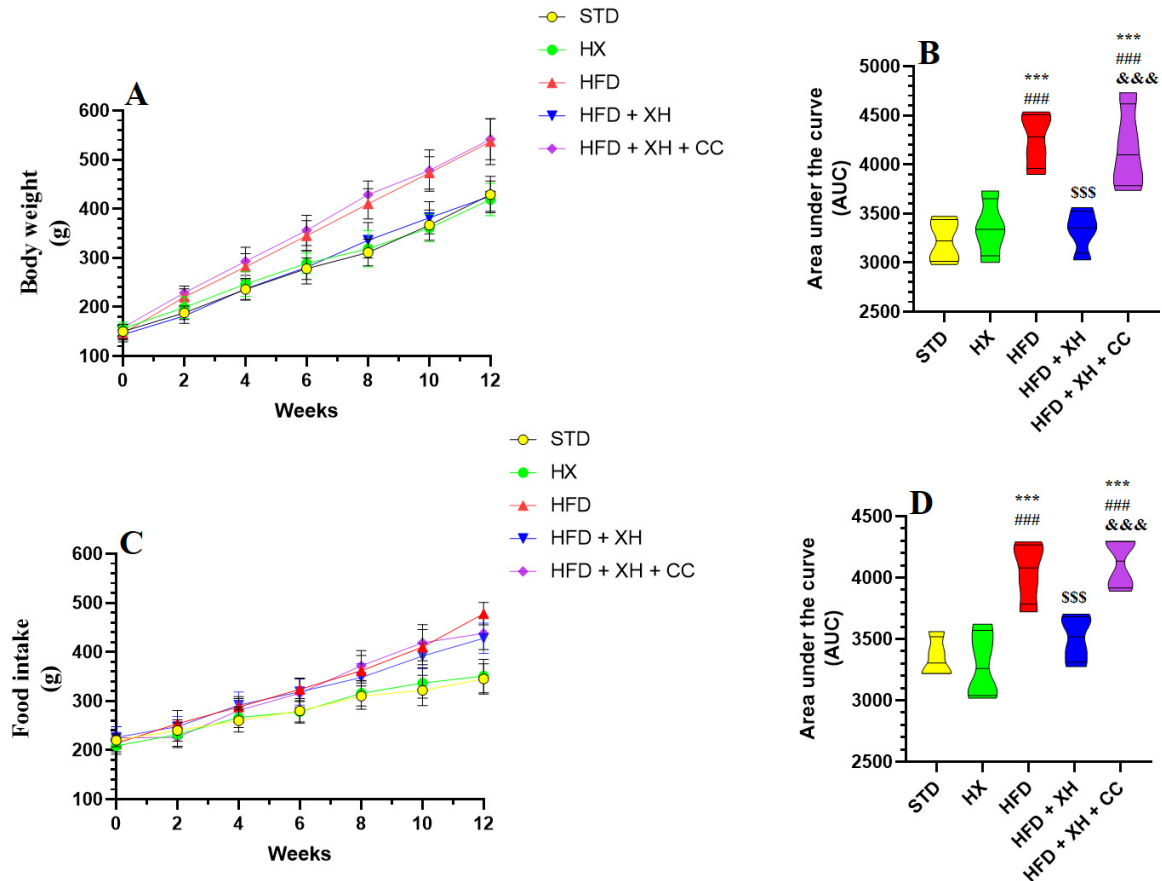 A
Body weight
(g)
600
500
400
300
200
100
0 2 4 6 8 10 12
Weeks
STD
HX
HFD
HFD + XH
HFD + XH + CC
B
Area under the curve
(AUC)
5000
4500
4000
3500
3000
2500
***
###
$$$
***
###
&&&
STD
HX
HFD
HFD + XH
HFD + XH + CC
C
Food intake
(g)
600
500
400
300
200
100
0 2 4 6 8 10 12
Weeks
STD
HX
HFD
HFD + XH
HFD + XH + CC
D
Area under the curve
(AUC)
4500
4000
3500
3000
2500
***
###
$$$
***
###
&&&
STD
HX
HFD
HFD + XH
HFD + XH + CC